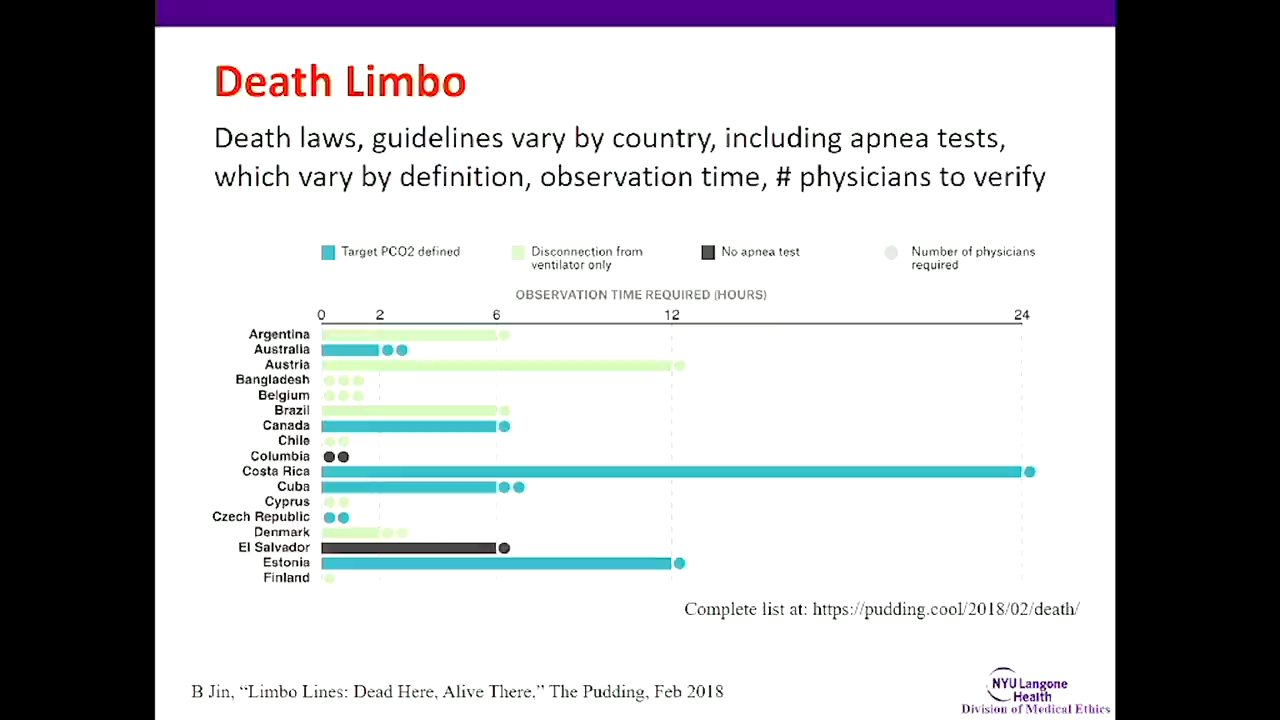 Death Limbo
Death laws, guidelines vary by country, including apnea tests,
which vary by definition, observation time, # physicians to verify
Target PCO2 defined
Disconnection from
ventilator only
No apnea test
Number of physicians
required
OBSERVATION TIME REQUIRED (HOURS)
0 2 6 12 24
Argentina
Australia
Austria
Bangladesh
Belgium
Brazil
Canada
Chile
Columbia
Costa Rica
Cuba
Cyprus
Czech Republic
Denmark
El Salvador
Estonia
Finland
Complete list at: https://pudding.cool/2018/02/death/
B Jin, “Limbo Lines: Dead Here, Alive There,” The Pudding, Feb 2018
NYU Langone
Health
Division of Medical Ethics